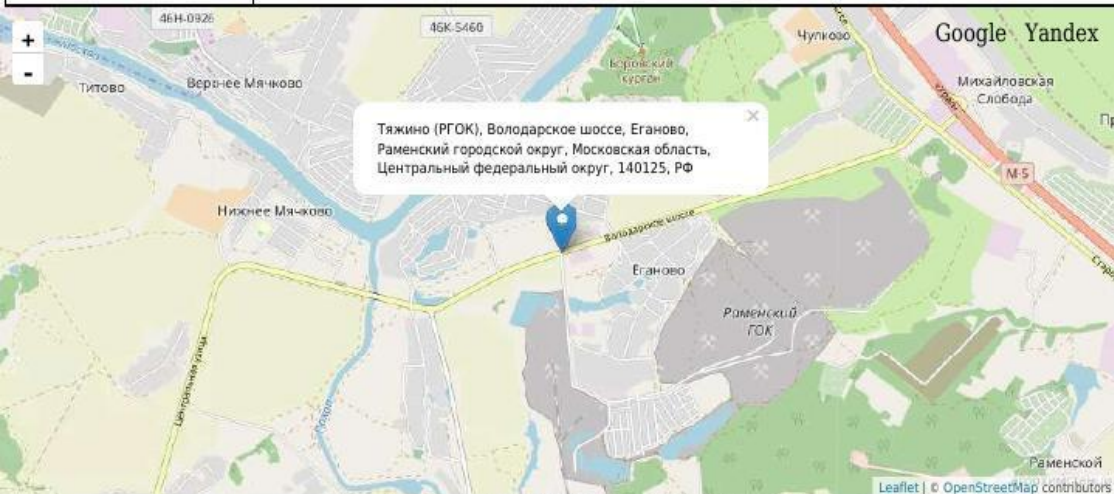 46Н-0926
46К-5460
+
-
Чулково
Google Yandex
Титово
Верхнее Мячково
Боровский
курган
«Урал»
Михайловская
Слобода
×
Тяжино (РГОК), Володарское шоссе, Еганово,
Раменский городской округ, Московская область,
Центральный федеральный округ, 140125, РФ
М-5
Нижнее Мячково
Володарское шоссе
Еганово
Раменский
ГОК
Центральная улица
Раменской
Leaflet | © OpenStreetMap contributors